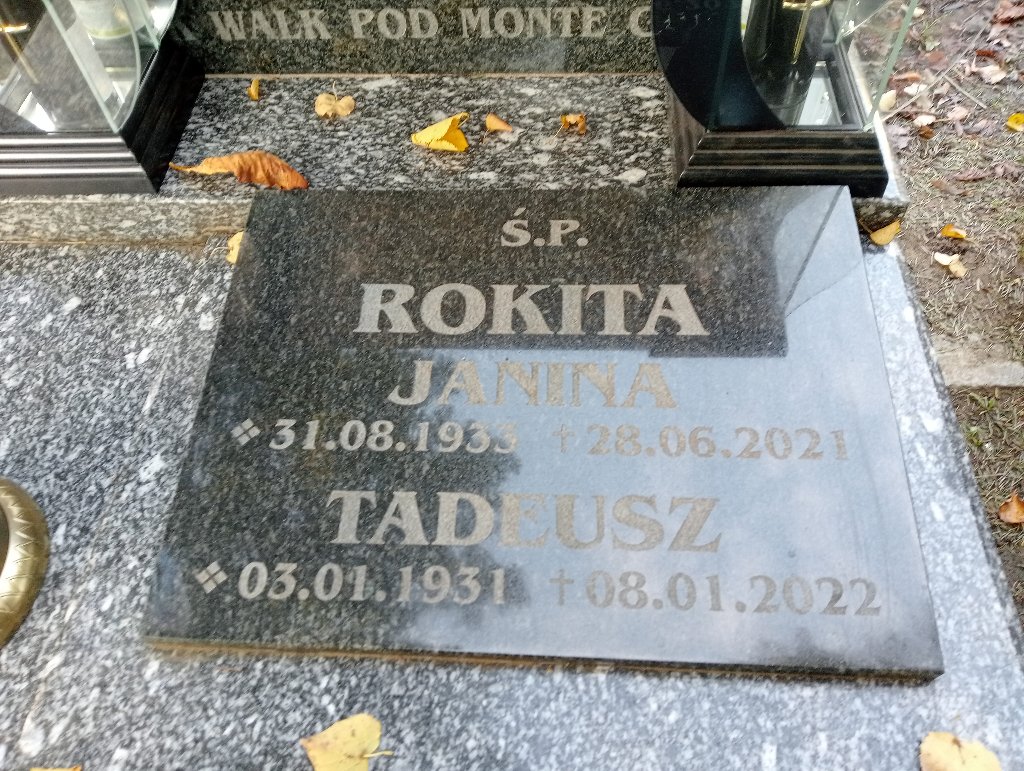 WALK POD MONTE
Ś.P.
ROKITA
JANINA
31.08.1933 †28.06.2021
TADEUSZ
03.01.1931 †08.01.2022